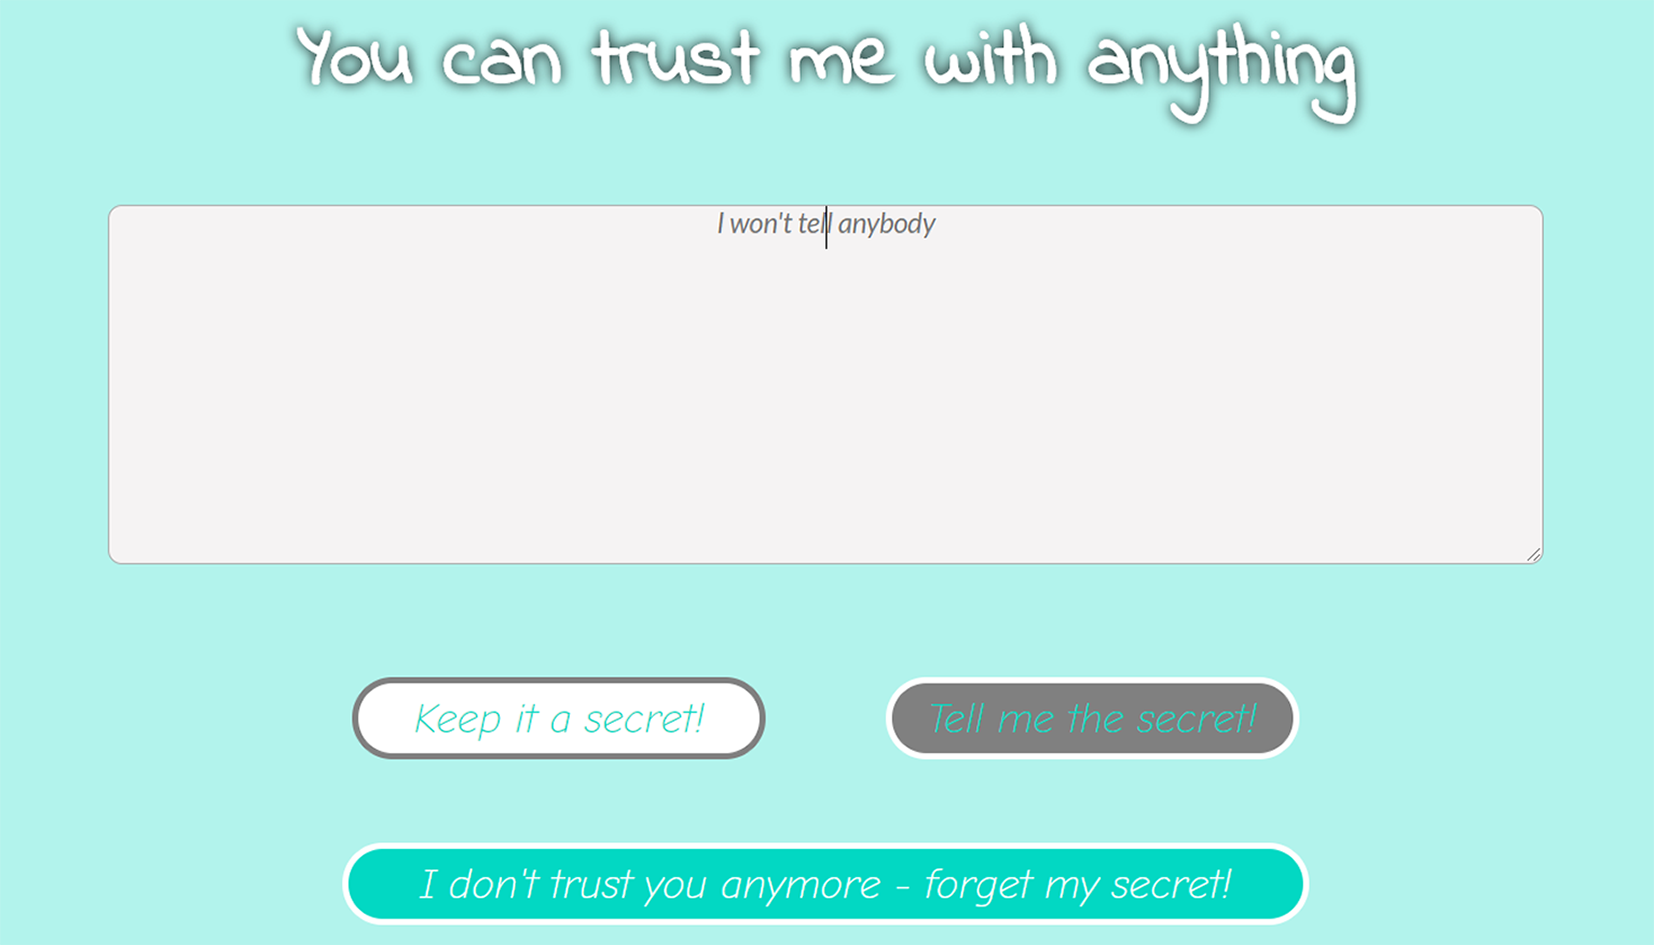 You can trust me with anything
I won't tell anybody
Keep it a secret!
Tell me the secret!
I don't trust you anymore - forget my secret!